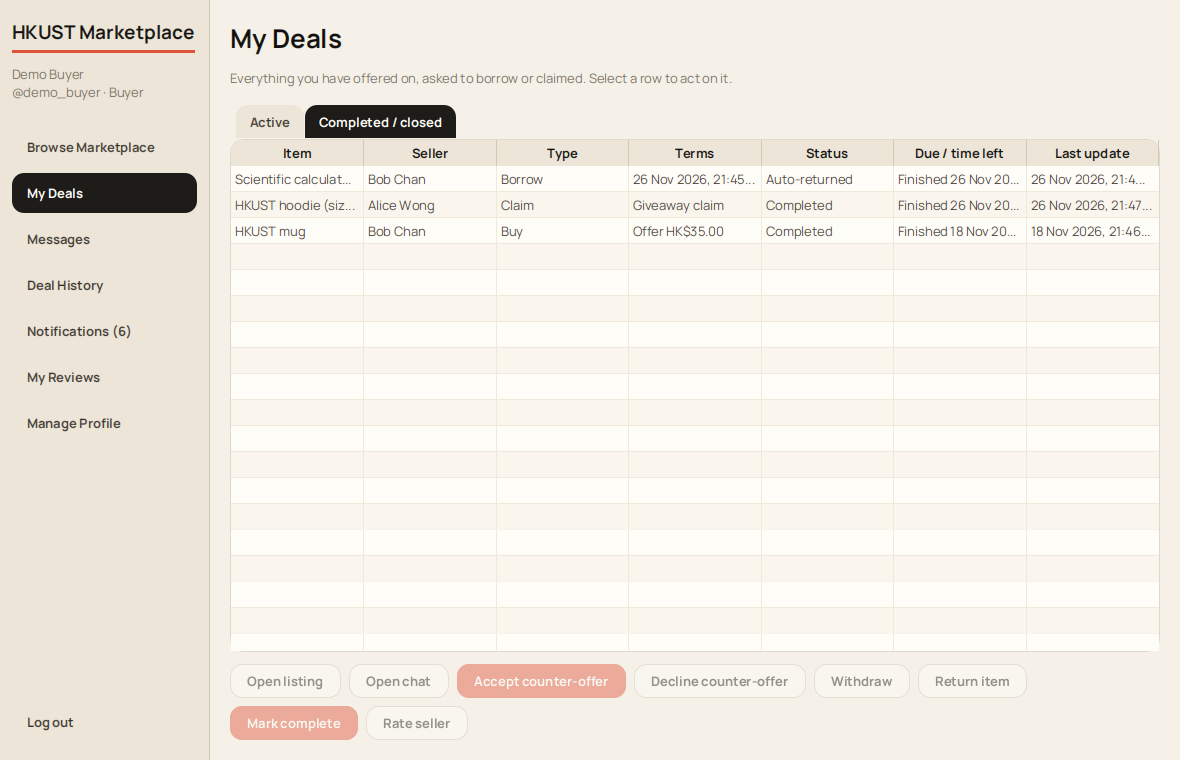 HKUST Marketplace
Demo Buyer
@demo_buyer · Buyer
Browse Marketplace
My Deals
Messages
Deal History
Notifications (6)
My Reviews
Manage Profile
Log out
My Deals
Everything you have offered on, asked to borrow or claimed. Select a row to act on it.
Active Completed / closed
Item Seller Type Terms Status Due / time left Last update
Scientific calculat... Bob Chan Borrow 26 Nov 2026, 21:45... Auto-returned Finished 26 Nov 20... 26 Nov 2026, 21:4...
HKUST hoodie (siz... Alice Wong Claim Giveaway claim Completed Finished 26 Nov 20... 26 Nov 2026, 21:47...
HKUST mug Bob Chan Buy Offer HK$35.00 Completed Finished 18 Nov 20... 18 Nov 2026, 21:46...
Open listing Open chat Accept counter-offer Decline counter-offer Withdraw Return item
Mark complete Rate seller